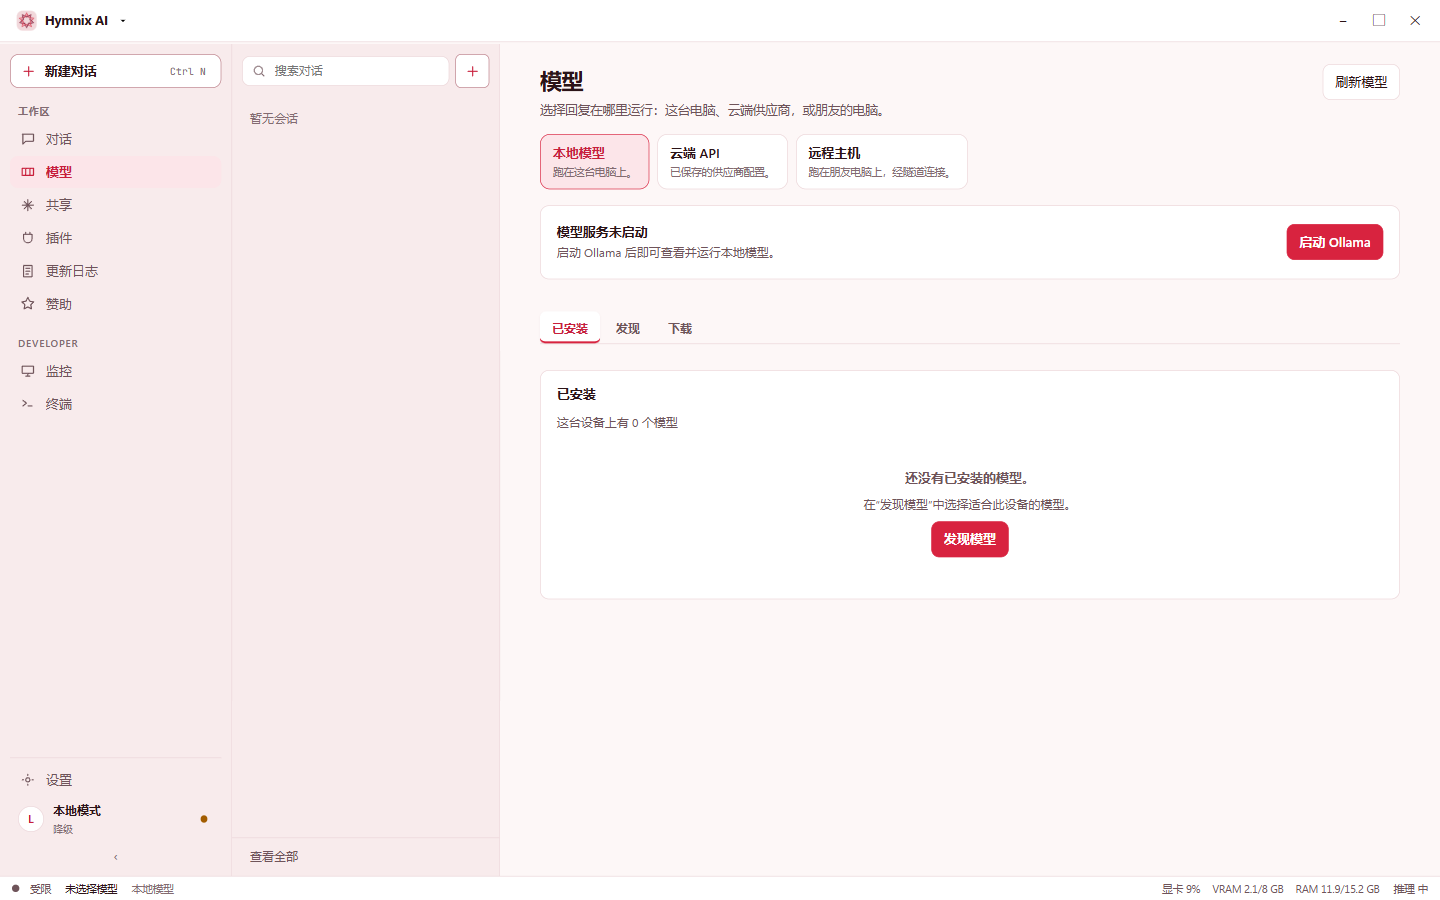 Hymnix AI
新建对话 Ctrl N
工作区
对话
模型
共享
插件
更新日志
赞助
DEVELOPER
监控
终端
设置
L
本地模式
降级
搜索对话
暂无会话
查看全部
模型
选择回复在哪里运行：这台电脑、云端供应商，或朋友的电脑。
刷新模型
本地模型
跑在这台电脑上。
云端 API
已保存的供应商配置。
远程主机
跑在朋友电脑上，经隧道连接。
模型服务未启动
启动 Ollama 后即可查看并运行本地模型。
启动 Ollama
已安装 发现 下载
已安装
这台设备上有 0 个模型
还没有已安装的模型。
在"发现模型"中选择适合此设备的模型。
发现模型
受限 未选择模型 本地模型
显卡 9% VRAM 2.1/8 GB RAM 11.9/15.2 GB 推理 中